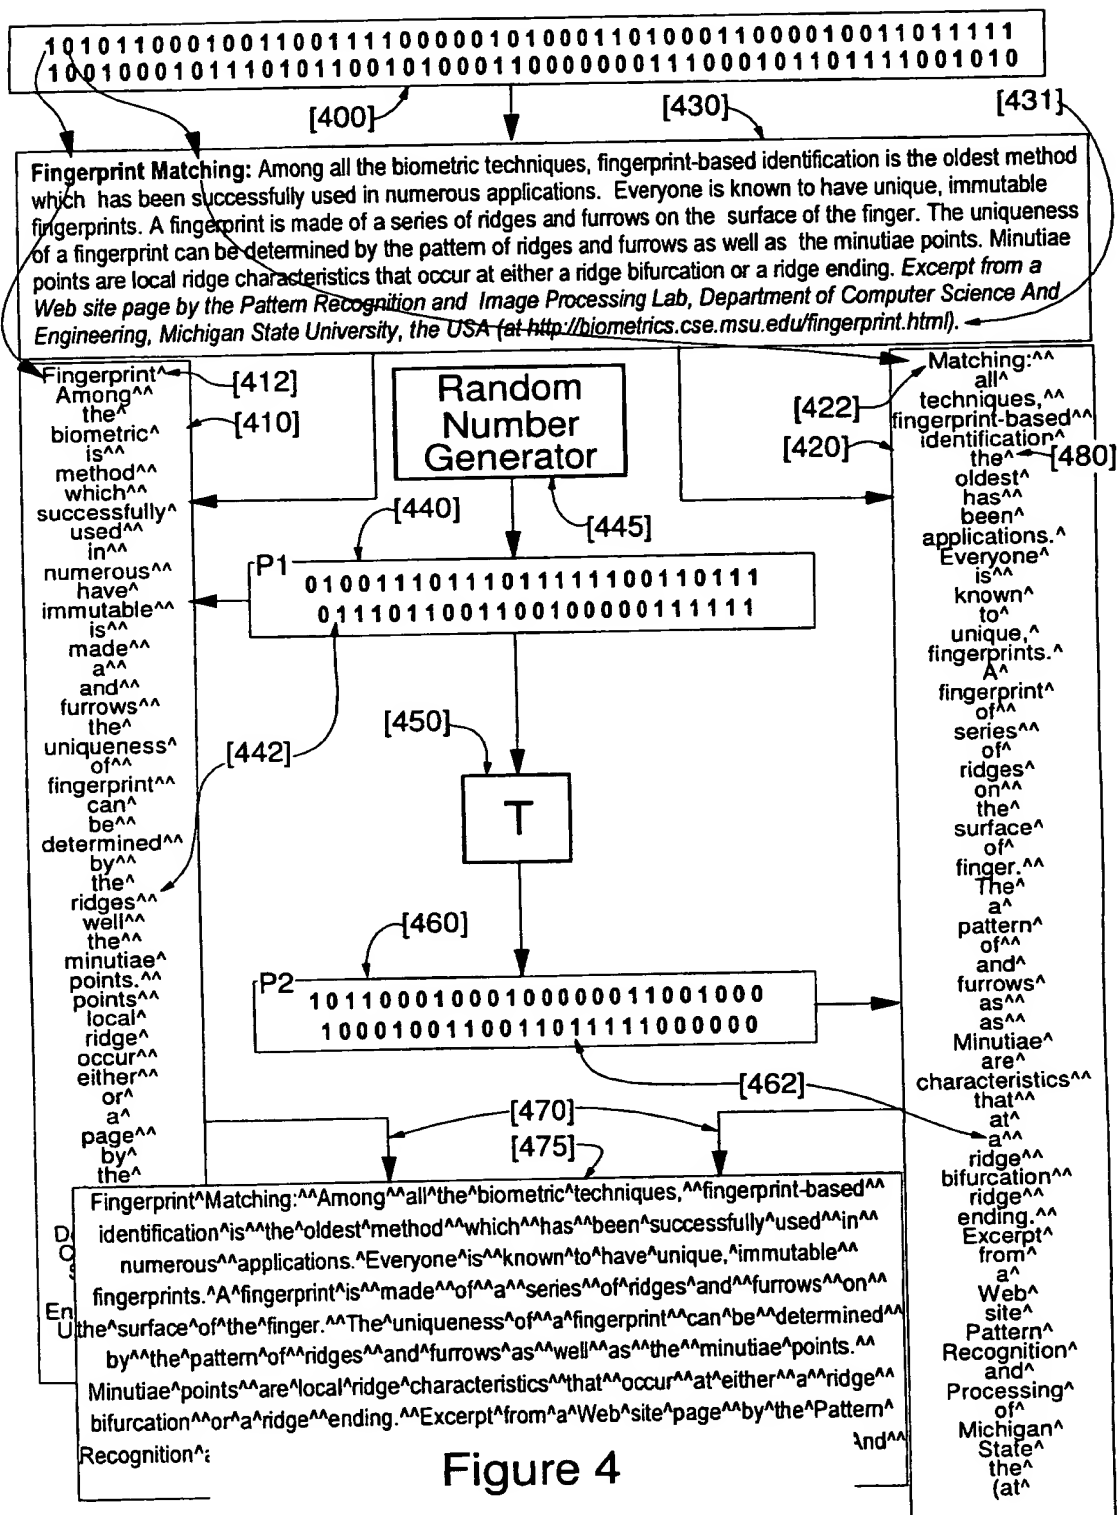 1010110001001100111100000101000110100011000010011011111
1001000101110101100101000110000000111000101101111001010
[400]
[430]
[431]
Fingerprint Matching: Among all the biometric techniques, fingerprint-based identification is the oldest method
which has been successfully used in numerous applications. Everyone is known to have unique, immutable
fingerprints. A fingerprint is made of a series of ridges and furrows on the surface of the finger. The uniqueness
of a fingerprint can be determined by the pattern of ridges and furrows as well as the minutiae points. Minutiae
points are local ridge characteristics that occur at either a ridge bifurcation or a ridge ending. Excerpt from a
Web site page by the Pattern Recognition and Image Processing Lab, Department of Computer Science And
Engineering, Michigan State University, the USA (at http://biometrics.cse.msu.edu/fingerprint.html).
Fingerprint^
Among^^
the^
biometric^
is^^
method^^
which^^
successfully^
used^^
in^^
numerous^^
have^
immutable^^
is^^
made^^
a^^
and^^
furrows^^
the^
uniqueness^
of^^
fingerprint^^
can^
be^^
determined^^
by^^
the^
ridges^^
well^^
the^^
minutiae^
points.^^
points^^
local^
ridge^
occur^^
either^^
or^
a^
page^^
by^
the^
En
U
[412]
[410]
Random
Number
Generator
[445]
[440]
P1
0100111011101111110011 0111
0111011001100100000111111
[442]
[450]
T
[460]
P2
1011000100010000001100 1000
1000100110011011111000000
[462]
[470]
[475]
[422]
[420]
[480]
Matching:^^
all^
techniques,^^
fingerprint-based^^
identification^
the^
oldest^
has^^
been^
applications.^
Everyone^
is^^
known^
to^
unique,^
fingerprints.^
A^
fingerprint^
of^^
series^^
of^
ridges^
on^^
the^
surface^
of^
finger.^^
The^
a^
pattern^
of^^
and^
furrows^
as^^
as^^
Minutiae^
are^
characteristics^^
that^^
at^
a^^
ridge^^
bifurcation^^
ridge^^
ending.^^
Excerpt^
from^
a^
Web^
site^
Pattern^
Recognition^
and^
Processing^
of^
Michigan^
State^
the^
(at^
Fingerprint^Matching:^^Among^^all^the^biometric^techniques,^^fingerprint-based^^
identification^is^^the^oldest^method^^which^^has^^been^successfully^used^^in^^
numerous^^applications.^Everyone^is^^known^to^have^unique,^immutable^^
fingerprints.^A^fingerprint^is^^made^^of^^a^^series^^of^ridges^and^^furrows^^on^^
the^surface^of^the^finger.^^The^uniqueness^of^^a^fingerprint^^can^be^^determined^^
by^^the^pattern^of^^ridges^^and^furrows^as^^well^^as^^the^^minutiae^points.^^
Minutiae^points^^are^local^ridge^characteristics^^that^^occur^^at^either^^a^^ridge^^
bifurcation^^or^a^ridge^^ending.^^Excerpt^from^a^Web^site^page^^by^the^Pattern^
Recognition^
And^^
Figure 4